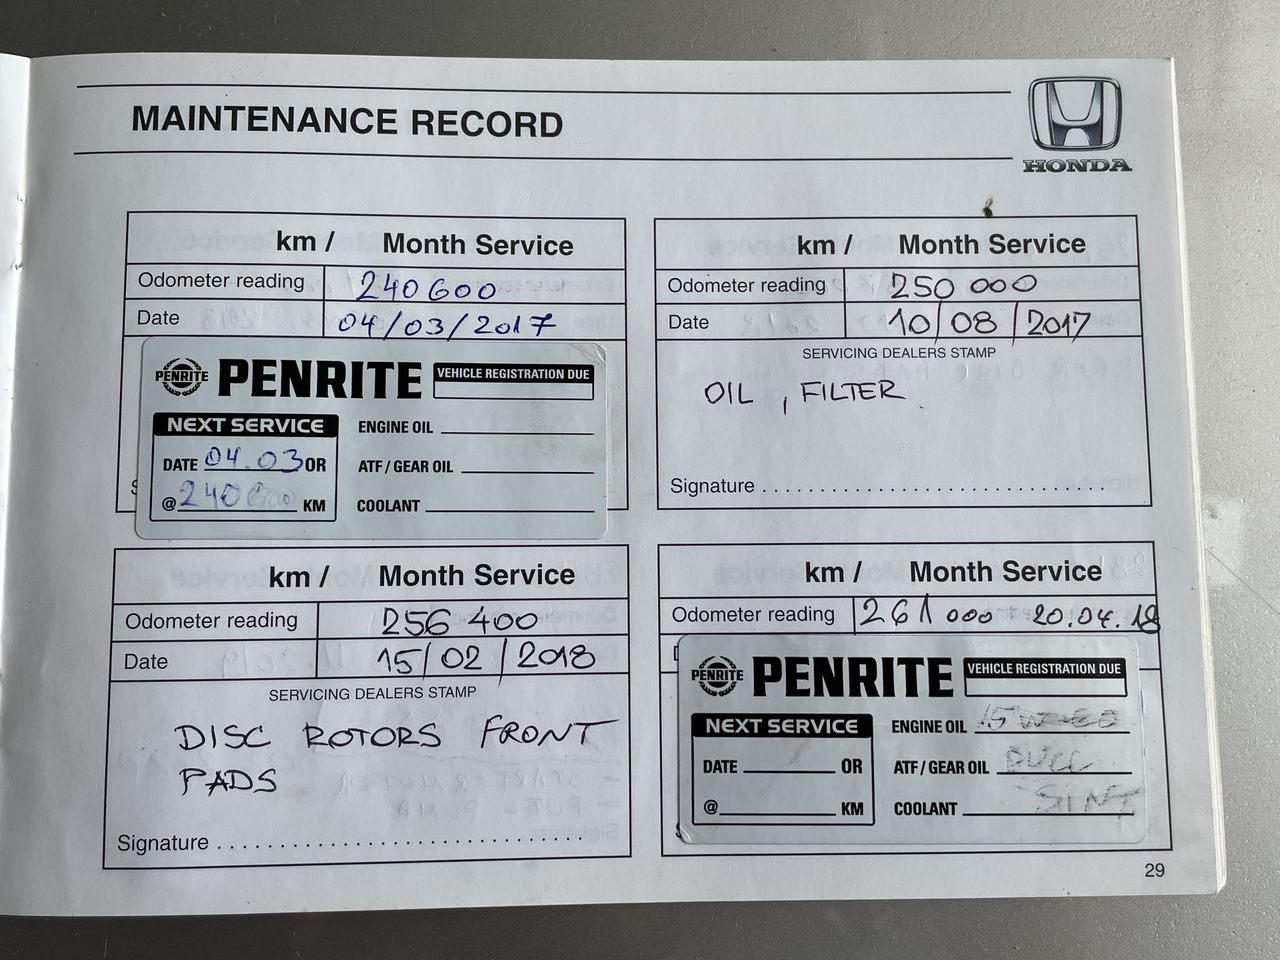 MAINTENANCE RECORD
HONDA
km / Month Service
Odometer reading 240600
Date 04/03/2017
PENRITE PENRITE VEHICLE REGISTRATION DUE
NEXT SERVICE ENGINE OIL
DATE 04.03 OR ATF / GEAR OIL
@ KM COOLANT
km / Month Service
Odometer reading 250 000
Date 10/08/2017
SERVICING DEALERS STAMP
OIL, FILTER
Signature
km / Month Service
Odometer reading 256 400
Date 15/02/2018
SERVICING DEALERS STAMP
DISC ROTORS FRONT
PADS
Signature
km / Month Service
Odometer reading 261 000 20.04.18
PENRITE PENRITE VEHICLE REGISTRATION DUE
NEXT SERVICE ENGINE OIL
DATE OR ATF / GEAR OIL
@ KM COOLANT
29